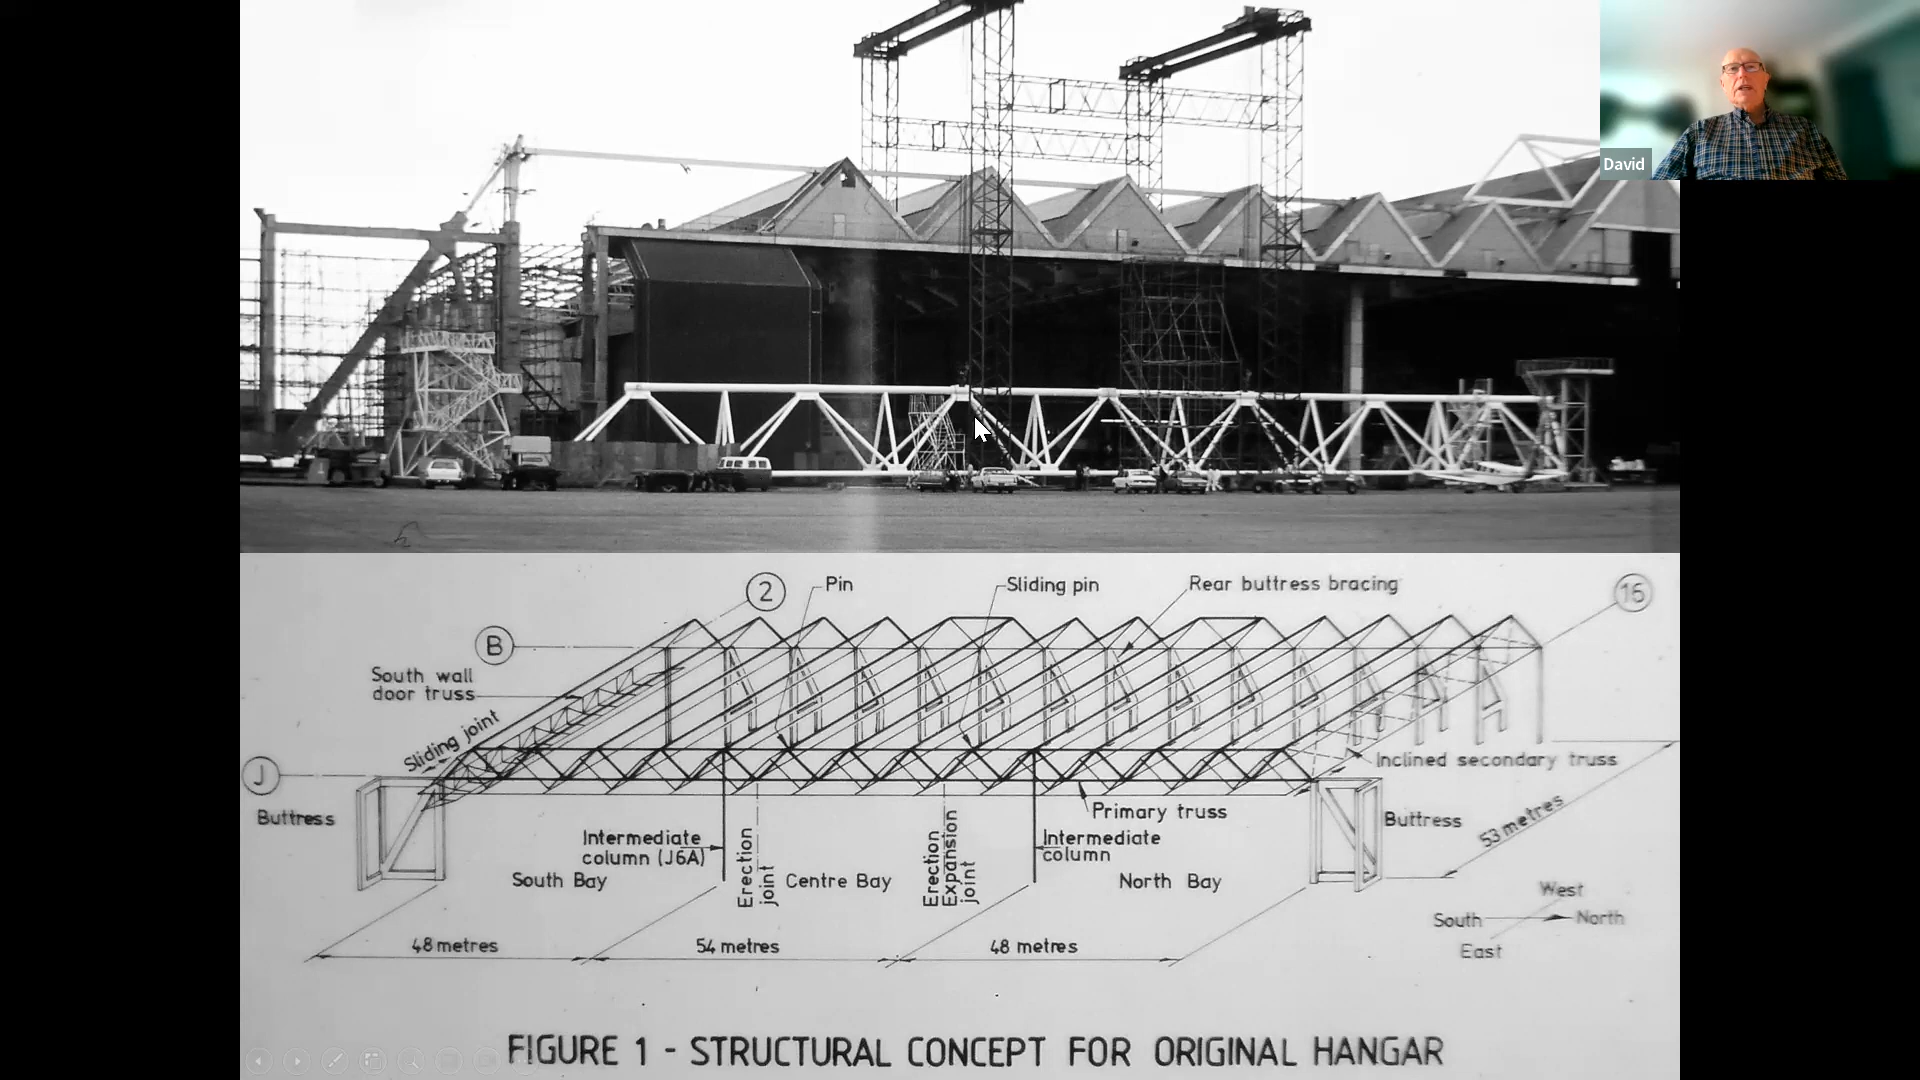 David
2
Pin
Sliding pin
Rear buttress bracing
16
B
South wall
door truss
Sliding joint
J
Buttress
Inclined secondary truss
Primary truss
Buttress
53 metres
Intermediate
column (J6A)
Erection
joint
Erection
Expansion
joint
Intermediate
column
South Bay
Centre Bay
North Bay
West
South
North
East
48 metres
54 metres
48 metres
FIGURE 1 - STRUCTURAL CONCEPT FOR ORIGINAL HANGAR